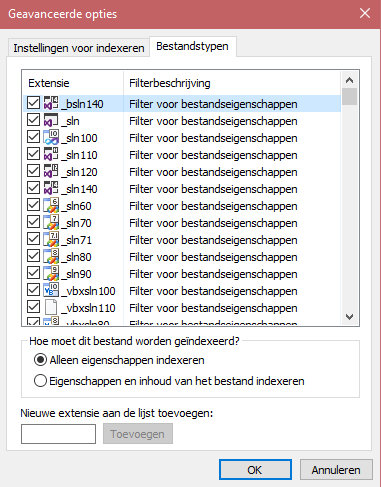 Geavanceerde opties
Instellingen voor indexeren Bestandstypen
Extensie Filterbeschrijving
_bsln140 Filter voor bestandseigenschappen
_sln Filter voor bestandseigenschappen
_sln100 Filter voor bestandseigenschappen
_sln110 Filter voor bestandseigenschappen
_sln120 Filter voor bestandseigenschappen
_sln140 Filter voor bestandseigenschappen
_sln60 Filter voor bestandseigenschappen
_sln70 Filter voor bestandseigenschappen
_sln71 Filter voor bestandseigenschappen
_sln80 Filter voor bestandseigenschappen
_sln90 Filter voor bestandseigenschappen
_vbxsln100 Filter voor bestandseigenschappen
_vbxsln110 Filter voor bestandseigenschappen
_vbxsln80 Filter voor bestandseigenschappen
Hoe moet dit bestand worden geïndexeerd?
Alleen eigenschappen indexeren
Eigenschappen en inhoud van het bestand indexeren
Nieuwe extensie aan de lijst toevoegen:
Toevoegen
OK Annuleren